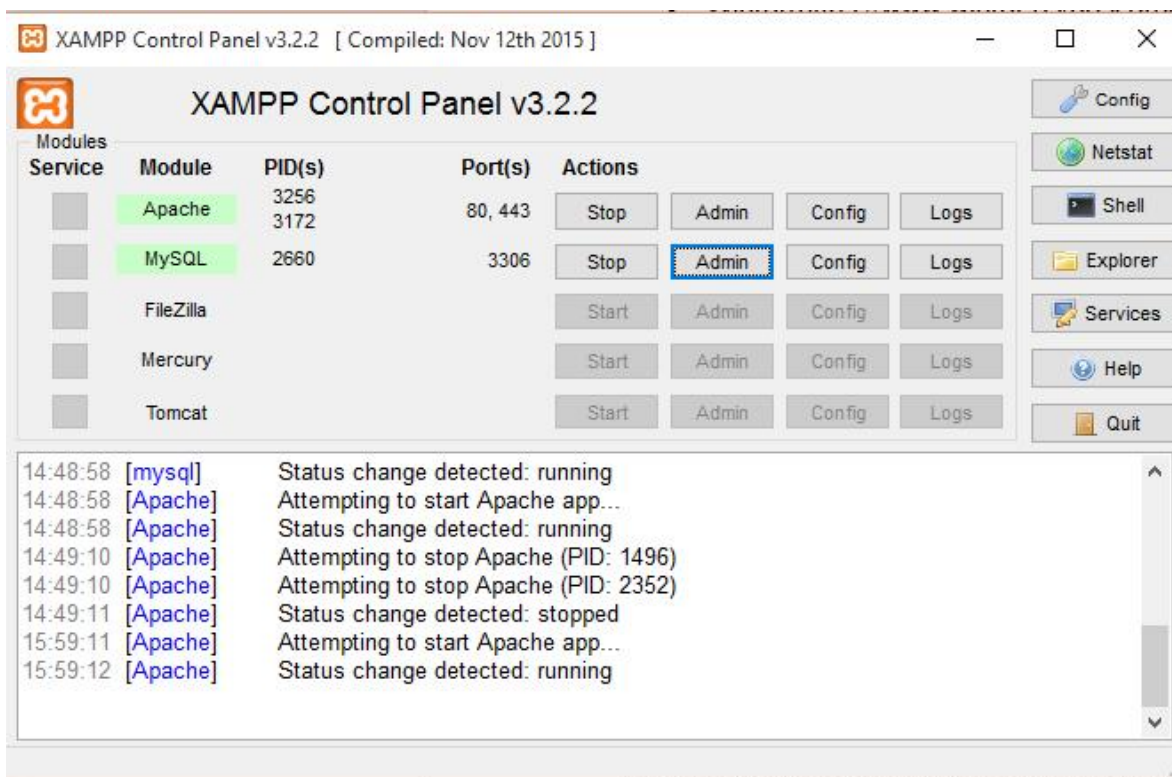 XAMPP Control Panel v3.2.2 [ Compiled: Nov 12th 2015 ]
XAMPP Control Panel v3.2.2
Config
Netstat
Shell
Explorer
Services
Help
Quit
Modules
Service Module PID(s) Port(s) Actions
Apache 3256 3172 80, 443 Stop Admin Config Logs
MySQL 2660 3306 Stop Admin Config Logs
FileZilla Start Admin Config Logs
Mercury Start Admin Config Logs
Tomcat Start Admin Config Logs
14:48:58 [mysql] Status change detected: running
14:48:58 [Apache] Attempting to start Apache app...
14:48:58 [Apache] Status change detected: running
14:49:10 [Apache] Attempting to stop Apache (PID: 1496)
14:49:10 [Apache] Attempting to stop Apache (PID: 2352)
14:49:11 [Apache] Status change detected: stopped
15:59:11 [Apache] Attempting to start Apache app...
15:59:12 [Apache] Status change detected: running